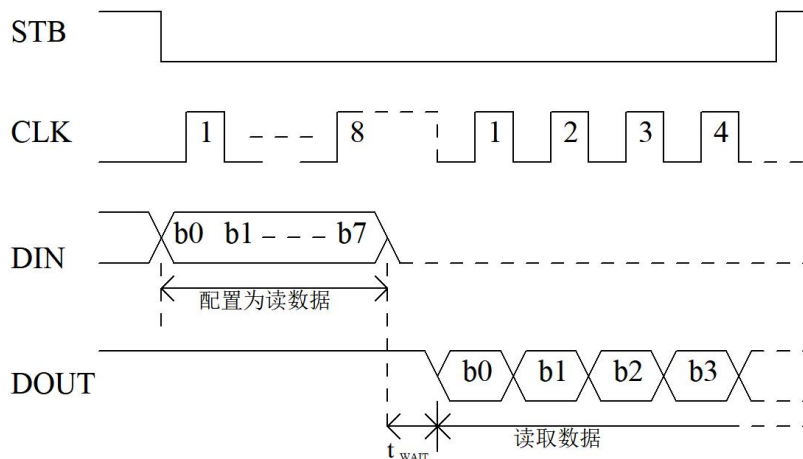 STB
CLK 1 8 1 2 3 4
DIN b0 b1 b7
配置为读数据
DOUT b0 b1 b2 b3
t WAIT 读取数据